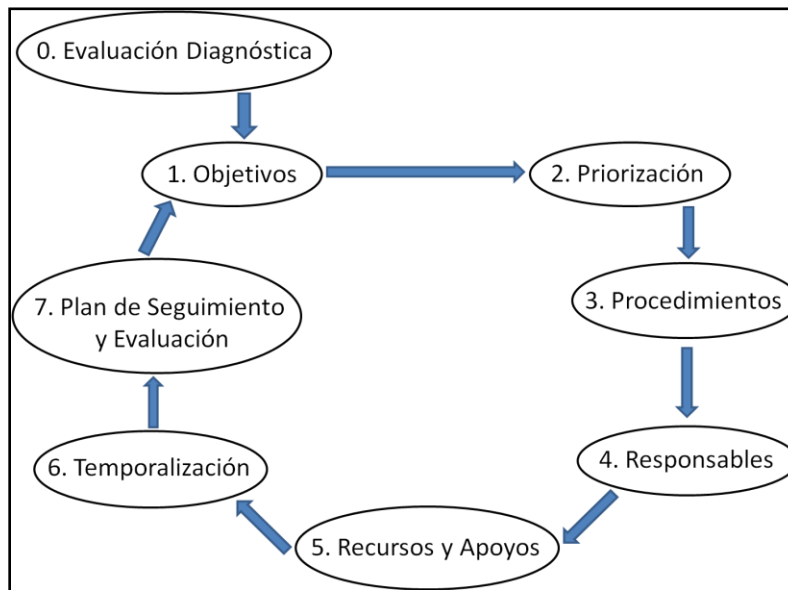 0. Evaluación Diagnóstica
1. Objetivos
2. Priorización
3. Procedimientos
4. Responsables
5. Recursos y Apoyos
6. Temporalización
7. Plan de Seguimiento
y Evaluación